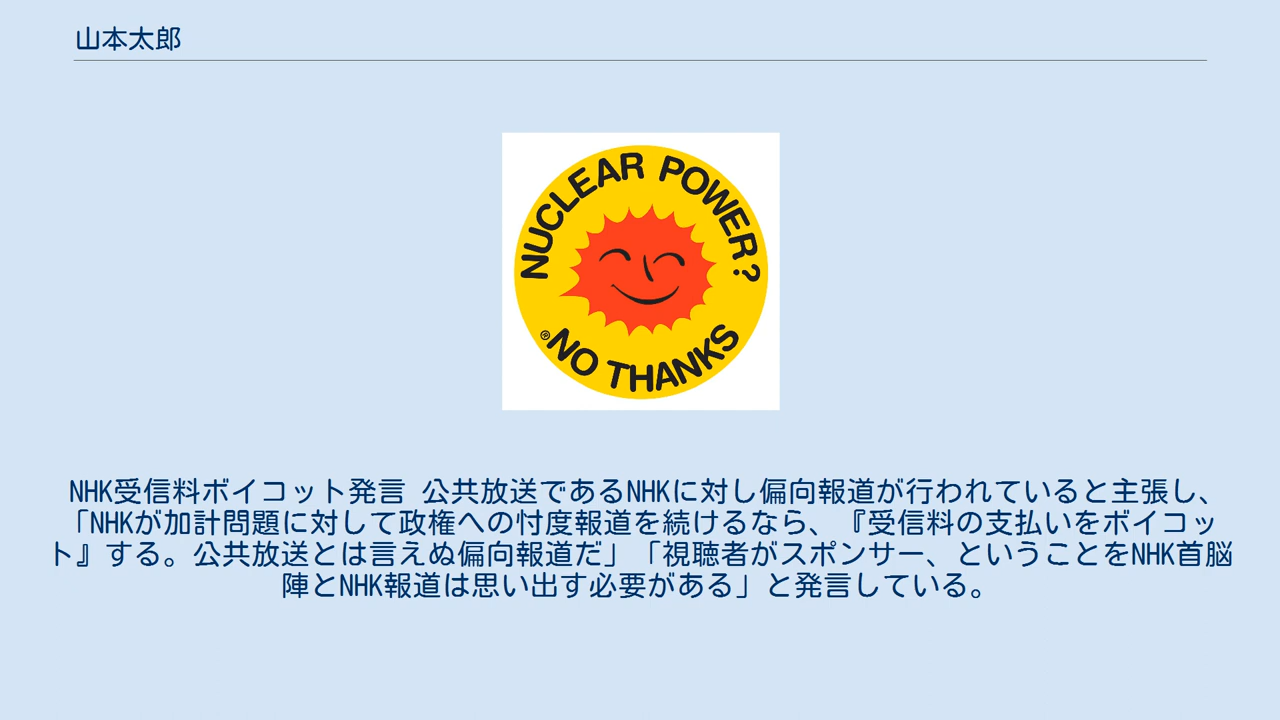 山本太郎
NUCLEAR POWER?
®NO THANKS
NHK受信料ボイコット発言 公共放送であるNHKに対し偏向報道が行われていると主張し、
「NHKが加計問題に対して政権への忖度報道を続けるなら、『受信料の支払いをボイコッ
ト』する。公共放送とは言えぬ偏向報道だ」「視聴者がスポンサー、ということをNHK首脳
陣とNHK報道は思い出す必要がある」と発言している。